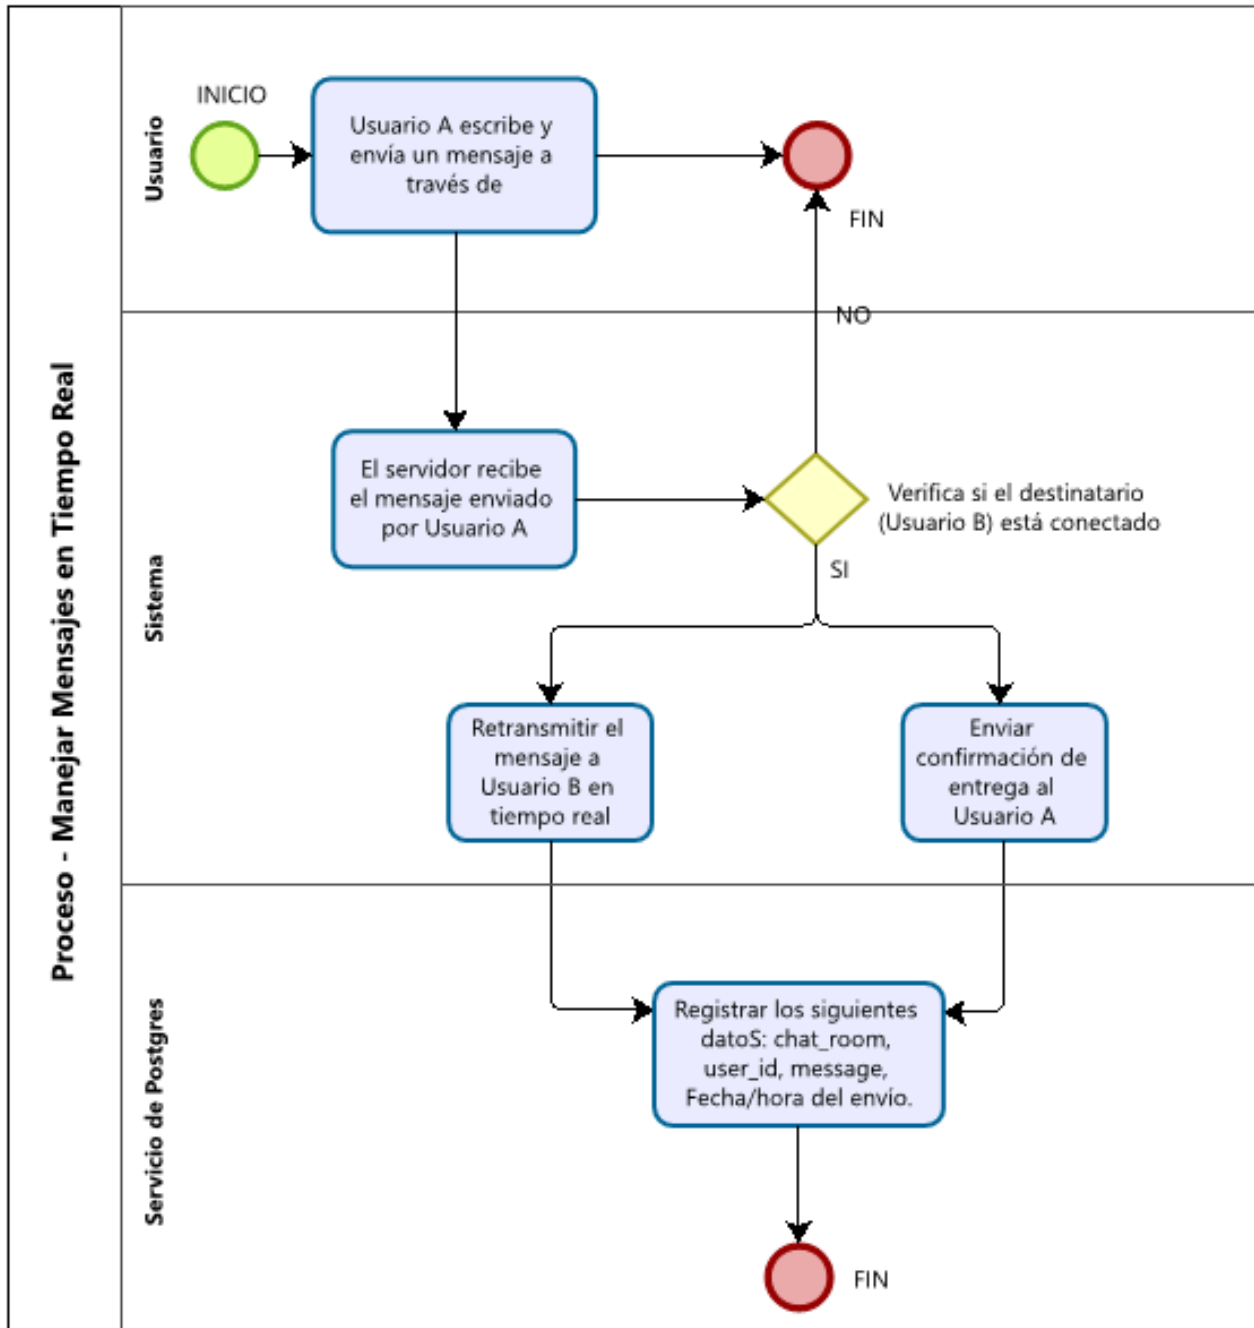 Proceso - Manejar Mensajes en Tiempo Real
Usuario
INICIO
Usuario A escribe y
envía un mensaje a
través de
FIN
NO
Sistema
El servidor recibe
el mensaje enviado
por Usuario A
Verifica si el destinatario
(Usuario B) está conectado
SI
Retransmitir el
mensaje a
Usuario B en
tiempo real
Enviar
confirmación de
entrega al
Usuario A
Servicio de Postgres
Registrar los siguientes
datoS: chat_room,
user_id, message,
Fecha/hora del envío.
FIN